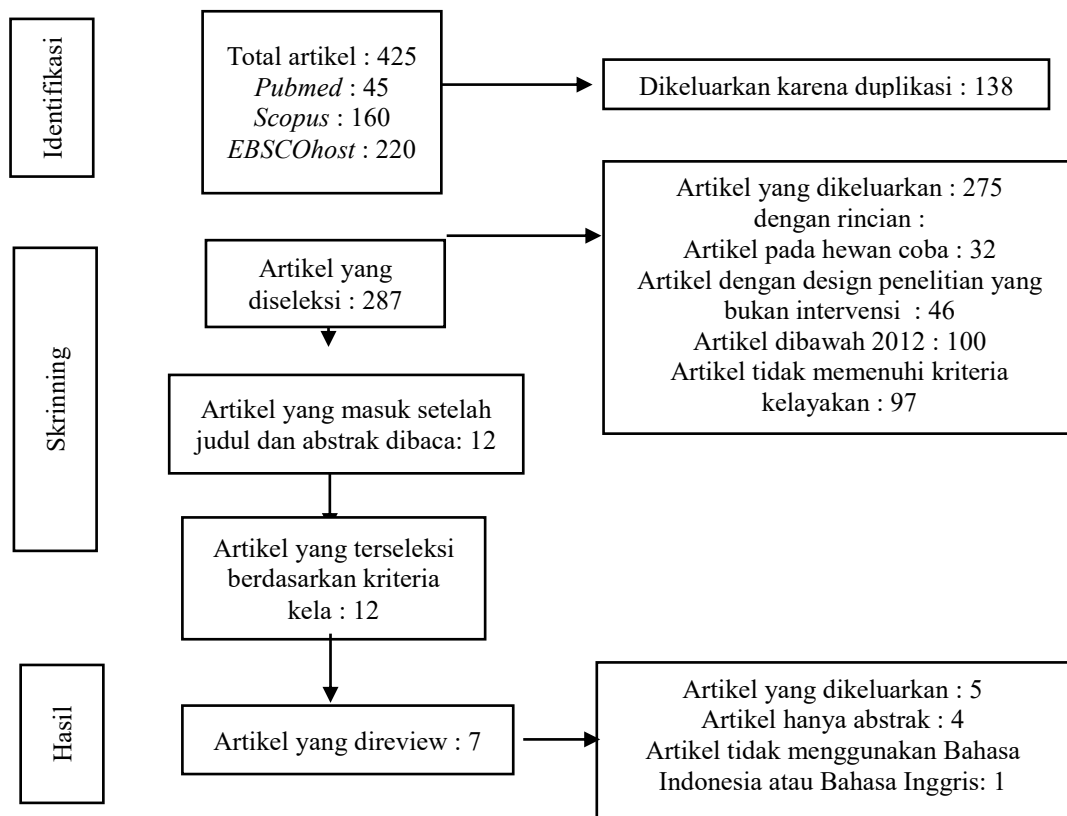 Identifikasi
Total artikel : 425
Pubmed : 45
Scopus : 160
EBSCOhost : 220
Dikeluarkan karena duplikasi : 138
Skrinning
Artikel yang
diseleksi : 287
Artikel yang dikeluarkan : 275
dengan rincian :
Artikel pada hewan coba : 32
Artikel dengan design penelitian yang
bukan intervensi : 46
Artikel dibawah 2012 : 100
Artikel tidak memenuhi kriteria
kelayakan : 97
Artikel yang masuk setelah
judul dan abstrak dibaca: 12
Artikel yang terseleksi
berdasarkan kriteria
kela : 12
Hasil
Artikel yang direview : 7
Artikel yang dikeluarkan : 5
Artikel hanya abstrak : 4
Artikel tidak menggunakan Bahasa
Indonesia atau Bahasa Inggris: 1